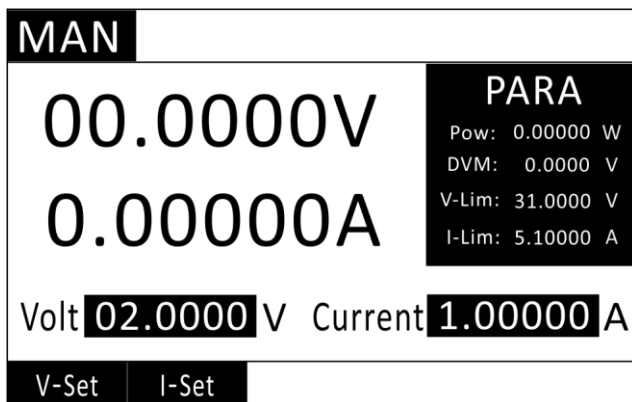 MAN
00.0000V
0.00000A
PARA
Pow: 0.00000 W
DVM: 0.0000 V
V-Lim: 31.0000 V
I-Lim: 5.10000 A
Volt 02.0000 V Current 1.00000 A
V-Set I-Set